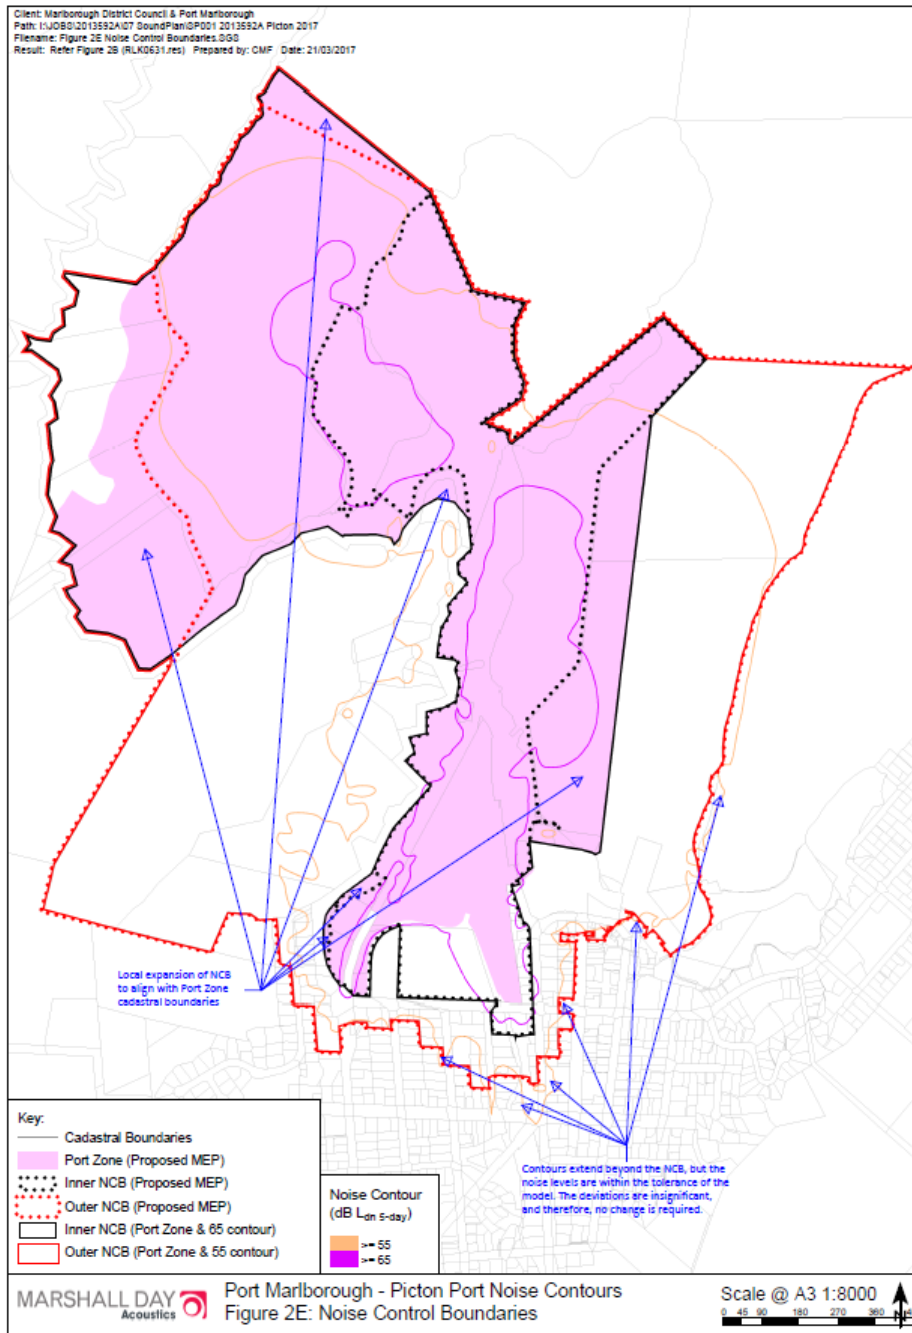 Client: Marlborough District Council & Port Marlborough
Path: I:\JOBS\2013592A\07 SoundPlan\SP001 2013592A Picton 2017
Filename: Figure 2E Noise Control Boundaries.SGS
Result: Refer Figure 2B (RLK0631.res) Prepared by: CMF Date: 21/03/2017
Local expansion of NCB
to align with Port Zone
cadastral boundaries
Contours extend beyond the NCB, but the
noise levels are within the tolerance of the
model. The deviations are insignificant,
and therefore, no change is required.
Key:
Cadastral Boundaries
Port Zone (Proposed MEP)
Inner NCB (Proposed MEP)
Outer NCB (Proposed MEP)
Inner NCB (Port Zone & 65 contour)
Outer NCB (Port Zone & 55 contour)
Noise Contour
(dB Ldn 5-day)
>= 55
>= 65
MARSHALL DAY
Acoustics
Port Marlborough - Picton Port Noise Contours
Figure 2E: Noise Control Boundaries
Scale @ A3 1:8000
0 45 90 180 270 360
N